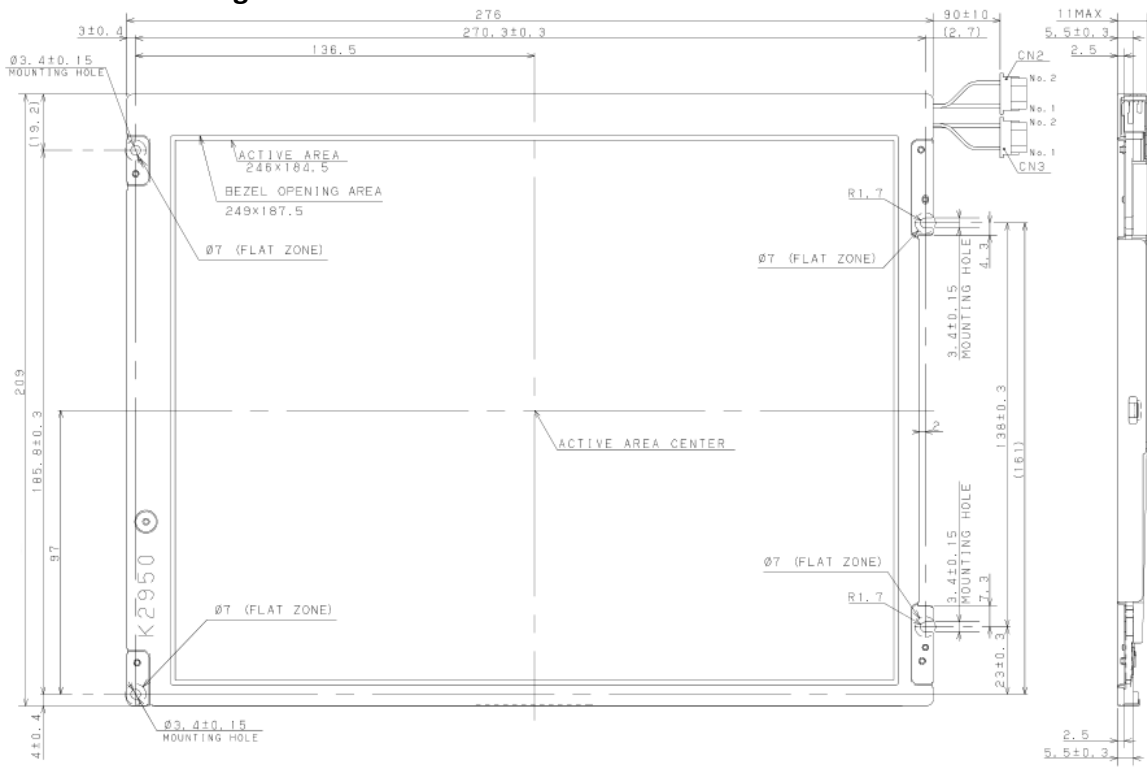 276
90±10
11MAX
3±0.4
270.3±0.3
(2.7)
5.5±0.3
136.5
2.5
Ø3.4±0.15
MOUNTING HOLE
CN2
No.2
No.1
No.2
No.1
CN3
(19.2)
ACTIVE AREA
246×184.5
BEZEL OPENING AREA
249×187.5
R1.7
Ø7 (FLAT ZONE)
Ø7 (FLAT ZONE)
4.3
3.4±0.15
MOUNTING HOLE
209
185.8±0.3
138±0.3
(161)
2
ACTIVE AREA CENTER
97
K2950
3.4±0.15
MOUNTING HOLE
Ø7 (FLAT ZONE)
R1.7
7.3
Ø7 (FLAT ZONE)
23±0.3
4±0.4
Ø3.4±0.15
MOUNTING HOLE
2.5
5.5±0.3